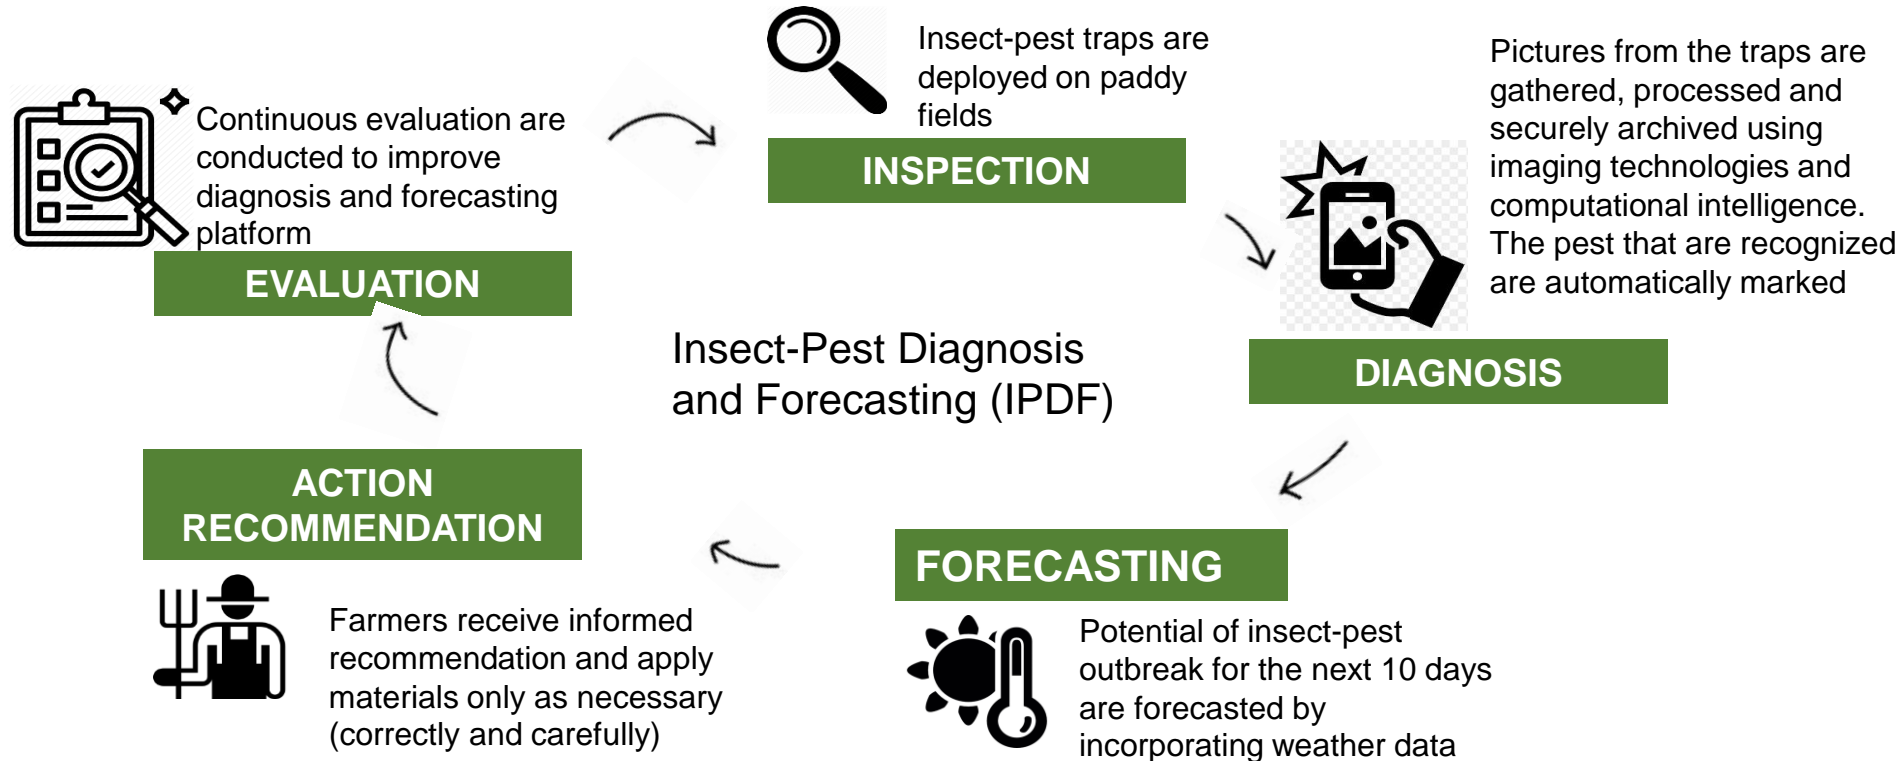 Insect-pest traps are
deployed on paddy
fields
INSPECTION
Pictures from the traps are
gathered, processed and
securely archived using
imaging technologies and
computational intelligence.
The pest that are recognized
are automatically marked
DIAGNOSIS
Continuous evaluation are
conducted to improve
diagnosis and forecasting
platform
EVALUATION
Insect-Pest Diagnosis
and Forecasting (IPDF)
ACTION
RECOMMENDATION
Farmers receive informed
recommendation and apply
materials only as necessary
(correctly and carefully)
FORECASTING
Potential of insect-pest
outbreak for the next 10 days
are forecasted by
incorporating weather data